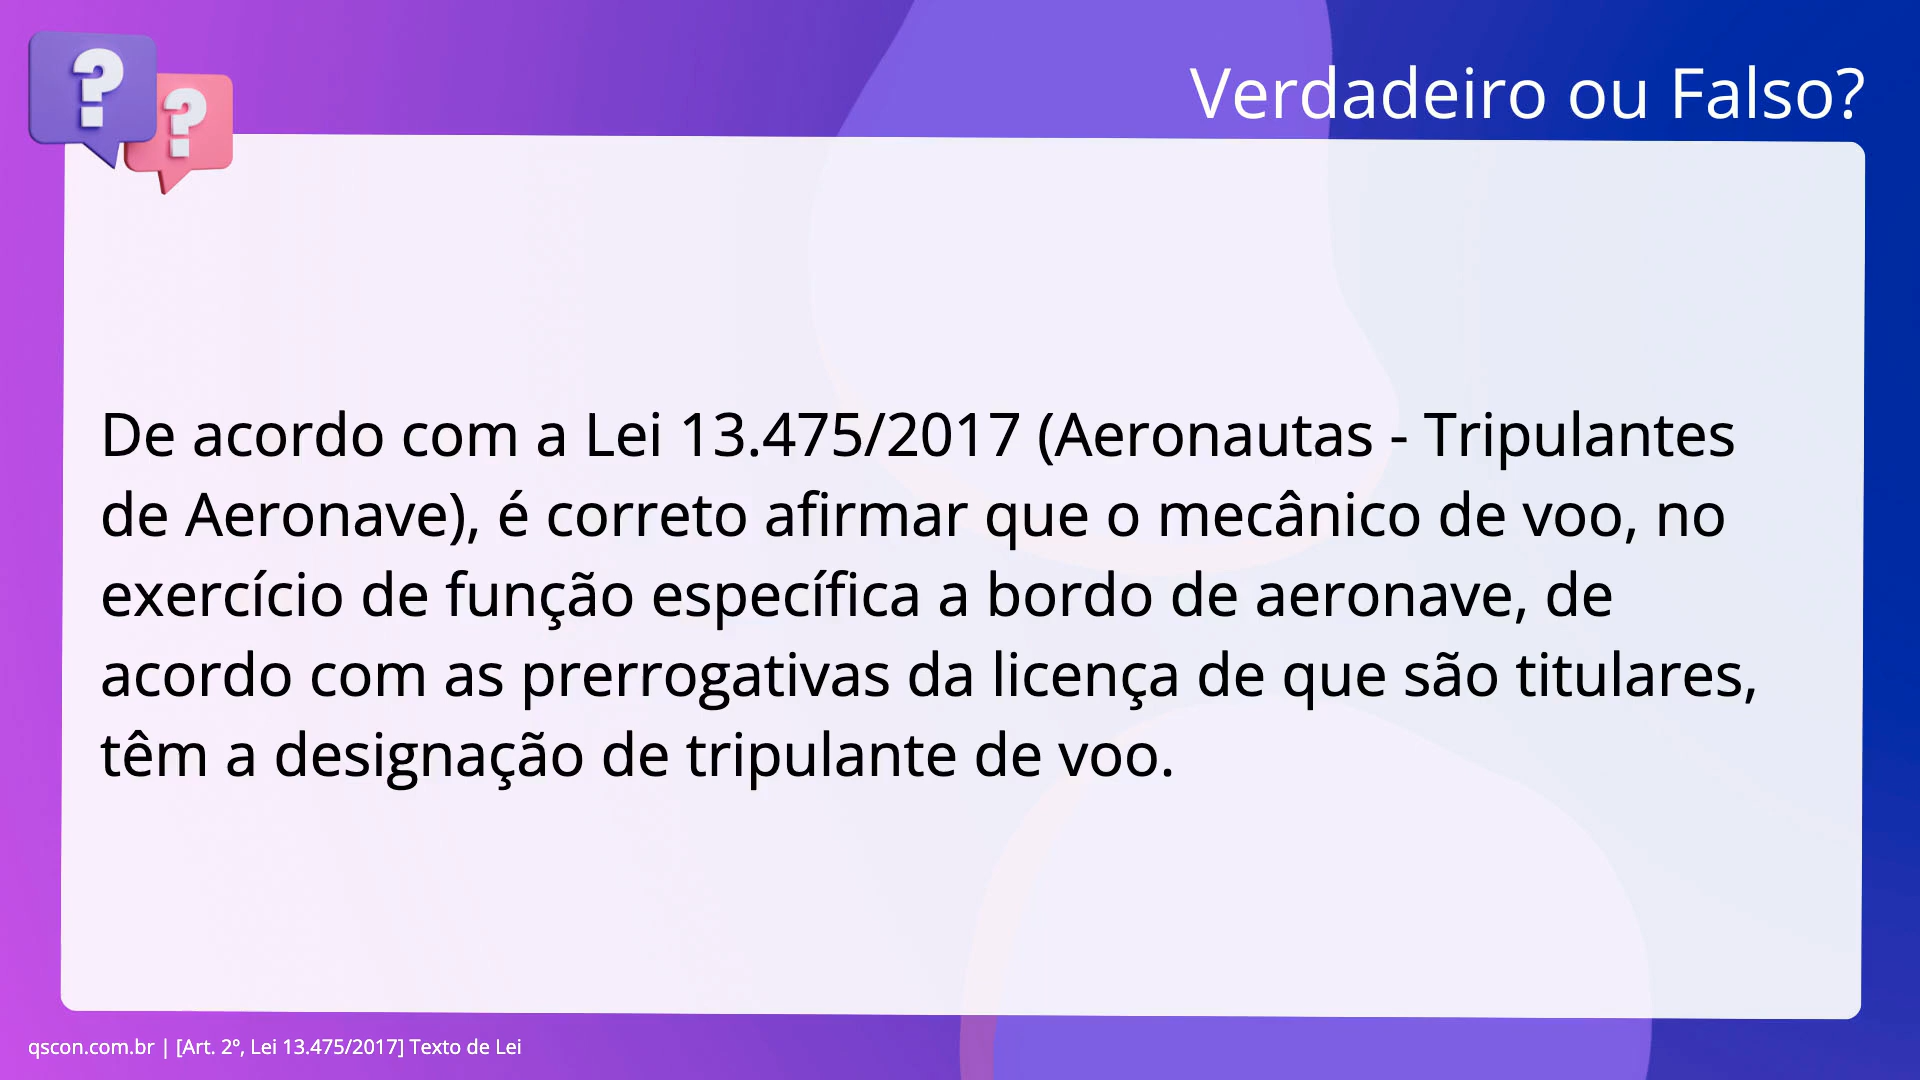 Verdadeiro ou Falso?
De acordo com a Lei 13.475/2017 (Aeronautas - Tripulantes
de Aeronave), é correto afirmar que o mecânico de voo, no
exercício de função específica a bordo de aeronave, de
acordo com as prerrogativas da licença de que são titulares,
têm a designação de tripulante de voo.
qscon.com.br | [Art. 2º, Lei 13.475/2017] Texto de Lei